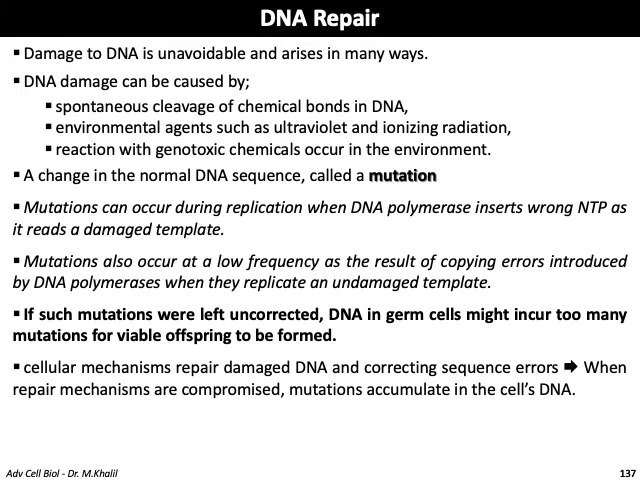 DNA Repair
▪ Damage to DNA is unavoidable and arises in many ways.
▪ DNA damage can be caused by;
▪ spontaneous cleavage of chemical bonds in DNA,
▪ environmental agents such as ultraviolet and ionizing radiation,
▪ reaction with genotoxic chemicals occur in the environment.
▪ A change in the normal DNA sequence, called a mutation
▪ Mutations can occur during replication when DNA polymerase inserts wrong NTP as
it reads a damaged template.
▪ Mutations also occur at a low frequency as the result of copying errors introduced
by DNA polymerases when they replicate an undamaged template.
▪ If such mutations were left uncorrected, DNA in germ cells might incur too many
mutations for viable offspring to be formed.
▪ cellular mechanisms repair damaged DNA and correcting sequence errors ➡ When
repair mechanisms are compromised, mutations accumulate in the cell's DNA.
Adv Cell Biol - Dr. M.Khalil
137